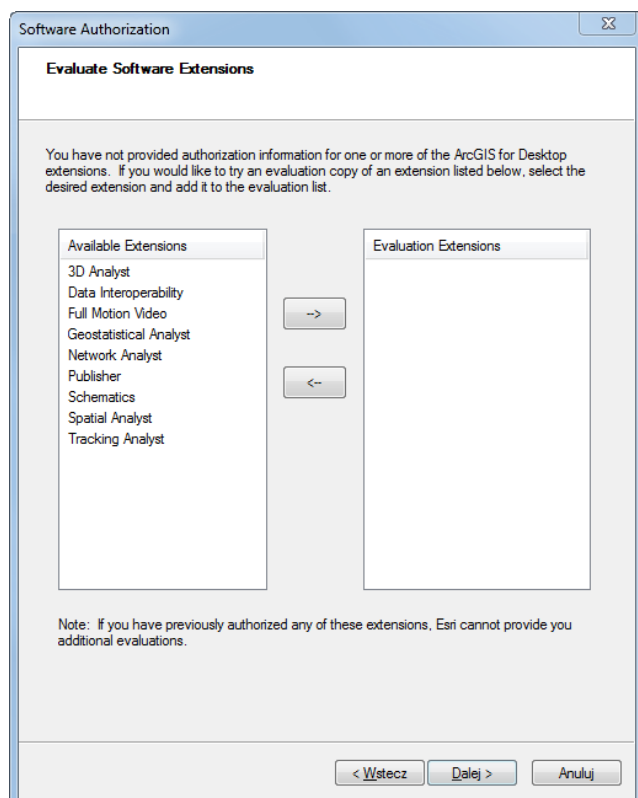 Software Authorization
Evaluate Software Extensions
You have not provided authorization information for one or more of the ArcGIS for Desktop
extensions. If you would like to try an evaluation copy of an extension listed below, select the
desired extension and add it to the evaluation list.
Available Extensions
3D Analyst
Data Interoperability
Full Motion Video
Geostatistical Analyst
Network Analyst
Publisher
Schematics
Spatial Analyst
Tracking Analyst
-->
<--
Evaluation Extensions
Note: If you have previously authorized any of these extensions, Esri cannot provide you
additional evaluations.
< Wstecz
Dalej >
Anuluj